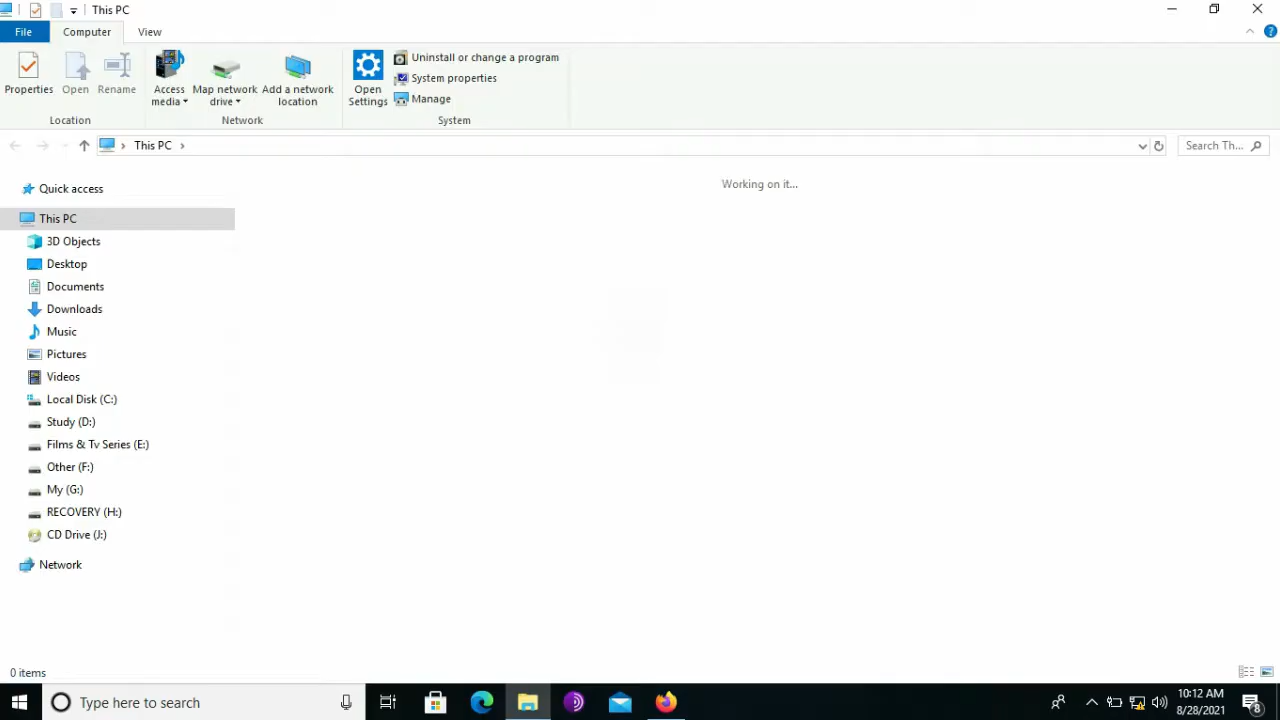 This PC
File
Computer
View
Properties
Open
Rename
Access media
Map network drive
Add a network location
Open Settings
Uninstall or change a program
System properties
Manage
Location
Network
System
This PC
Search Th...
Working on it...
Quick access
This PC
3D Objects
Desktop
Documents
Downloads
Music
Pictures
Videos
Local Disk (C:)
Study (D:)
Films & Tv Series (E:)
Other (F:)
My (G:)
RECOVERY (H:)
CD Drive (J:)
Network
0 items
Type here to search
10:12 AM
8/28/2021
8